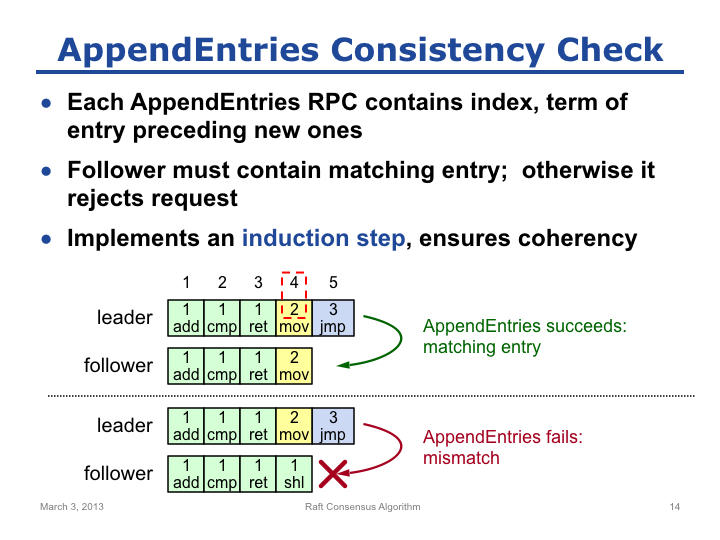 AppendEntries Consistency Check
● Each AppendEntries RPC contains index, term of
entry preceding new ones
● Follower must contain matching entry; otherwise it
rejects request
● Implements an induction step, ensures coherency
1 2 3 4 5
leader
1 1 1 2 3
add cmp ret mov jmp
AppendEntries succeeds:
matching entry
follower
1 1 1 2
add cmp ret mov
leader
1 1 1 2 3
add cmp ret mov jmp
AppendEntries fails:
mismatch
follower
1 1 1 1
add cmp ret shl
March 3, 2013
Raft Consensus Algorithm
14